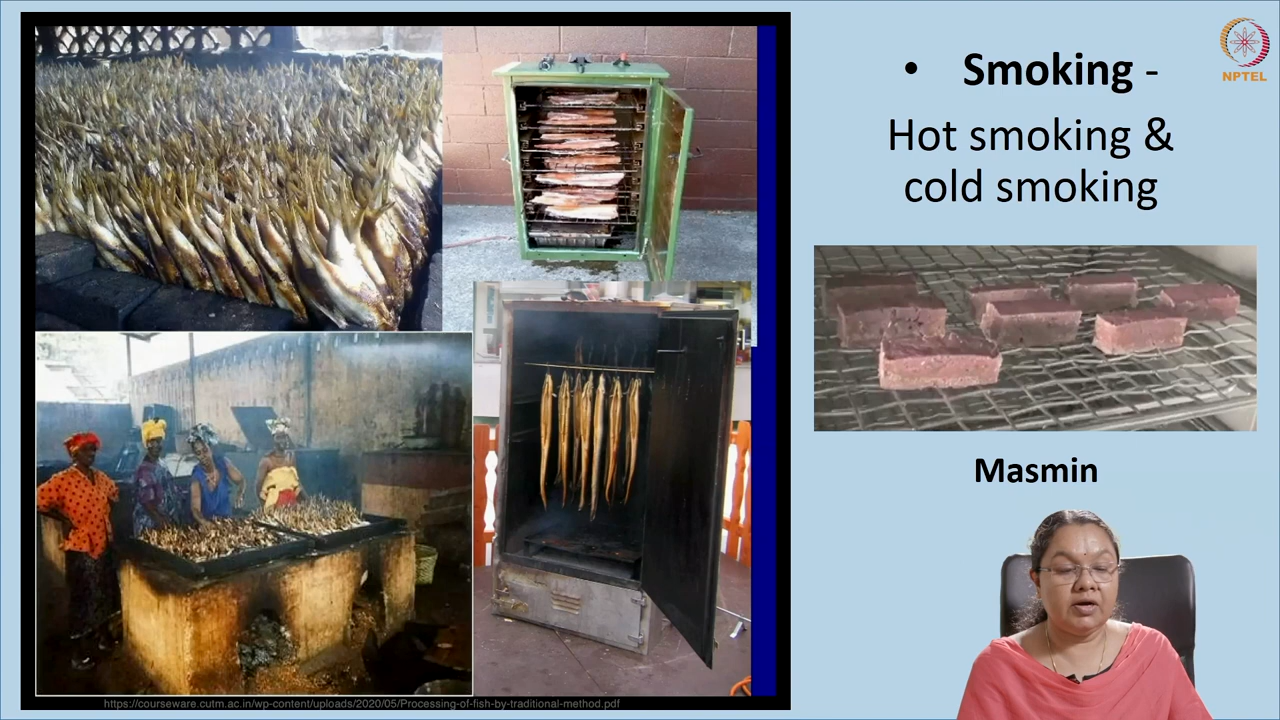 • Smoking -
Hot smoking &
cold smoking
NPTEL
Masmin
https://courseware.cutm.ac.in/wp-content/uploads/2020/05/Processing-of-fish-by-traditional-method.pdf